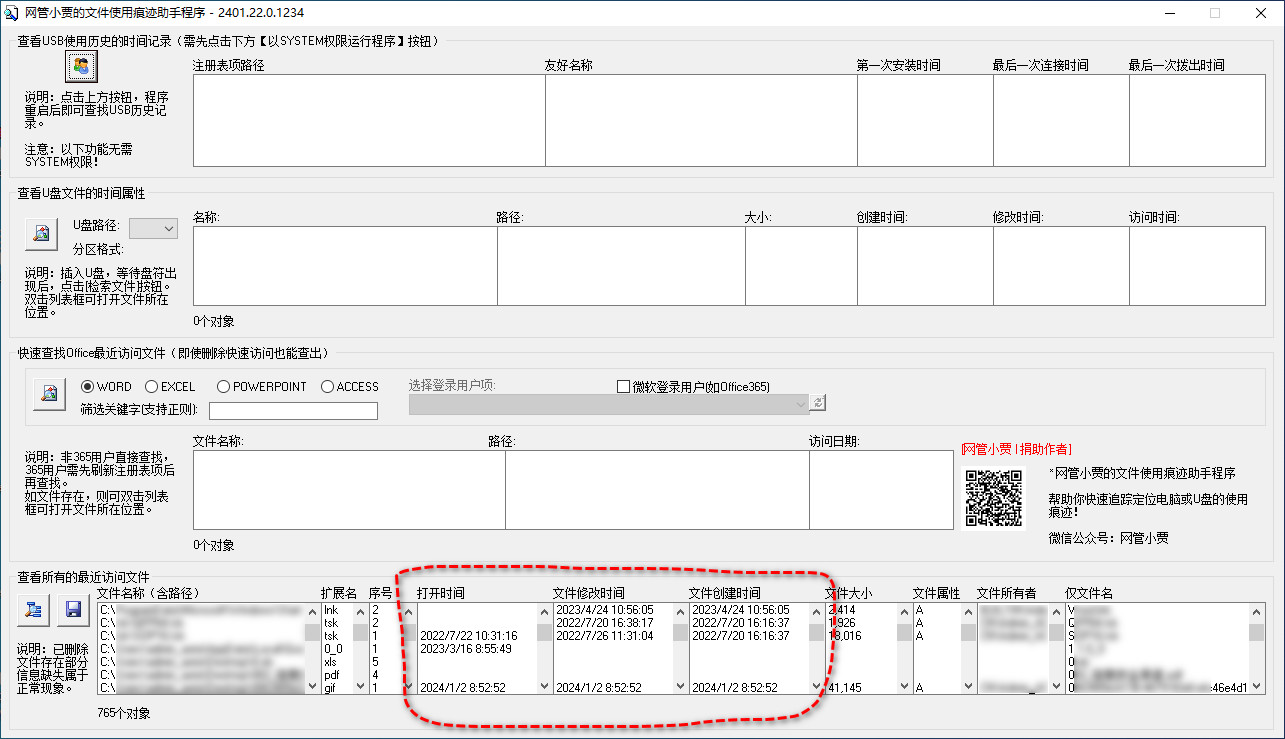 网管小贾的文件使用痕迹助手程序 - 2401.22.0.1234
查看USB使用历史的时间记录（需先点击下方【以SYSTEM权限运行程序】按钮）
注册表项路径 友好名称 第一次安装时间 最后一次连接时间 最后一次拨出时间
说明：点击上方按钮，程序
重启后即可查找USB历史记
录。
注意：以下功能无需
SYSTEM权限！
查看U盘文件的时间属性
U盘路径:
分区格式:
名称: 路径: 大小: 创建时间: 修改时间: 访问时间:
说明：插入U盘，等待盘符出
现后，点击[检索文件]按钮。
双击列表框可打开文件所在
位置。
0个对象
快速查找Office最近访问文件（即使删除快速访问也能查出）
WORD EXCEL POWERPOINT ACCESS
筛选关键字(支持正则):
选择登录用户项:
微软登录用户(如Office365)
文件名称: 路径: 访问日期:
说明：非365用户直接查找，
365用户需先刷新注册表项后
再查找。
如文件存在，则可双击列表
框可打开文件所在位置。
0个对象
[网管小贾 | 捐助作者]
*网管小贾的文件使用痕迹助手程序
帮助你快速追踪定位电脑或U盘的使用
痕迹！
微信公众号：网管小贾
查看所有的最近访问文件
文件名称（含路径） 扩展名 序号 打开时间 文件修改时间 文件创建时间 文件大小 文件属性 文件所有者 仅文件名
C:\ lnk 2 2023/4/24 10:56:05 2023/4/24 10:56:05 2,414 A
C:\ tsk 2 2022/7/20 16:38:17 2022/7/20 16:16:37 1,926 A
C:\ tsk 1 2022/7/22 10:31:16 2022/7/26 11:31:04 2022/7/20 16:16:37 A
C:\ 0_0 1 2023/3/16 8:55:49
C:\ xls 5
C:\ pdf 4
C:\ gif 1 2024/1/2 8:52:52 2024/1/2 8:52:52 2024/1/2 8:52:52 41,145 A 46e4d1
说明：已删除
文件存在部分
信息缺失属于
正常现象。
765个对象